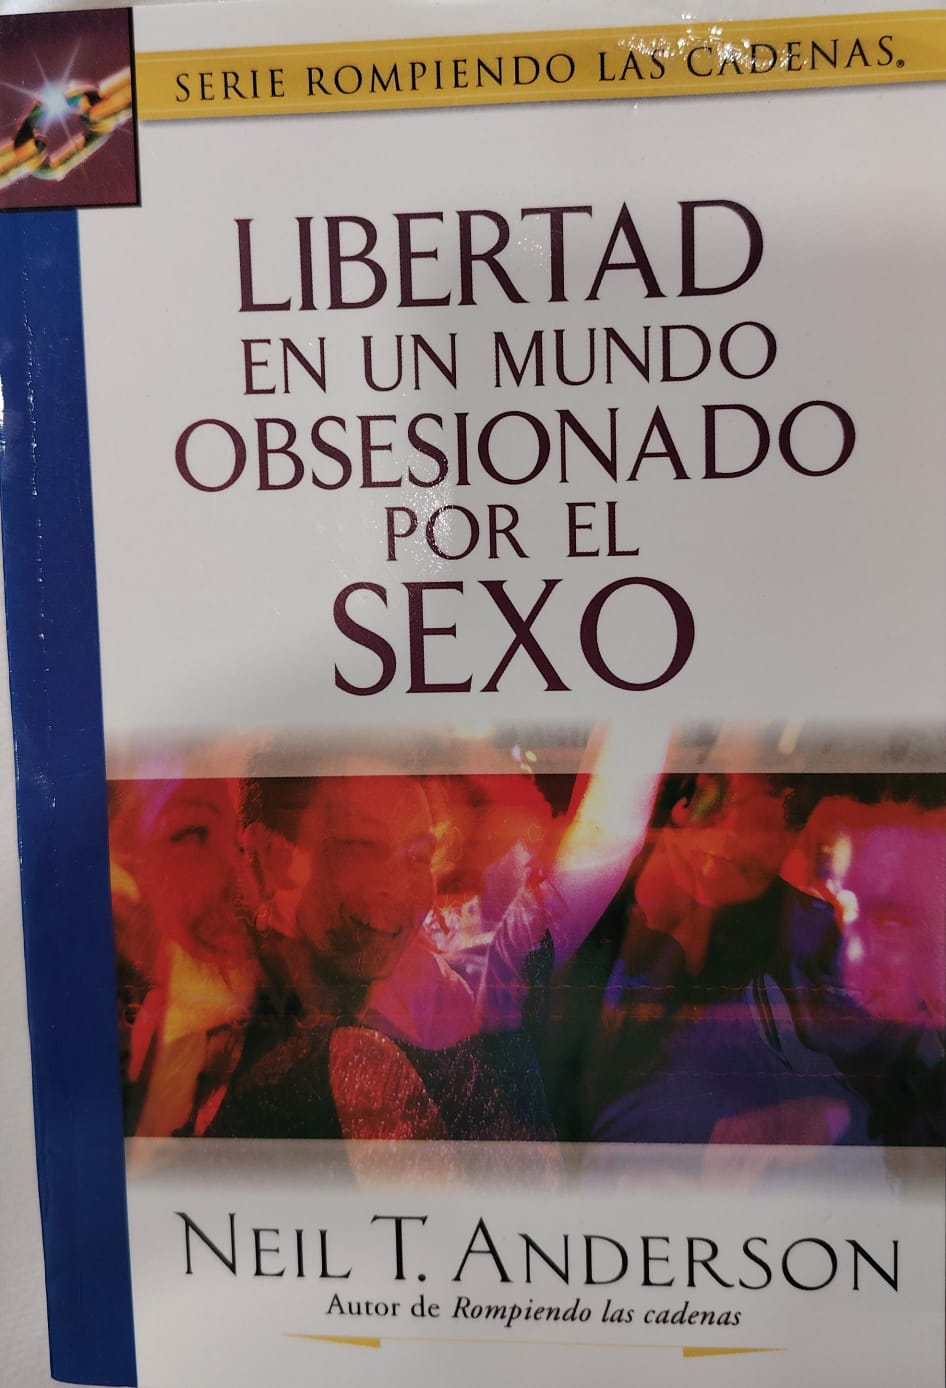 SERIE ROMPIENDO LAS CADENAS®
LIBERTAD
EN UN MUNDO
OBSESIONADO
POR EL
SEXO
NEIL T. ANDERSON
Autor de Rompiendo las cadenas